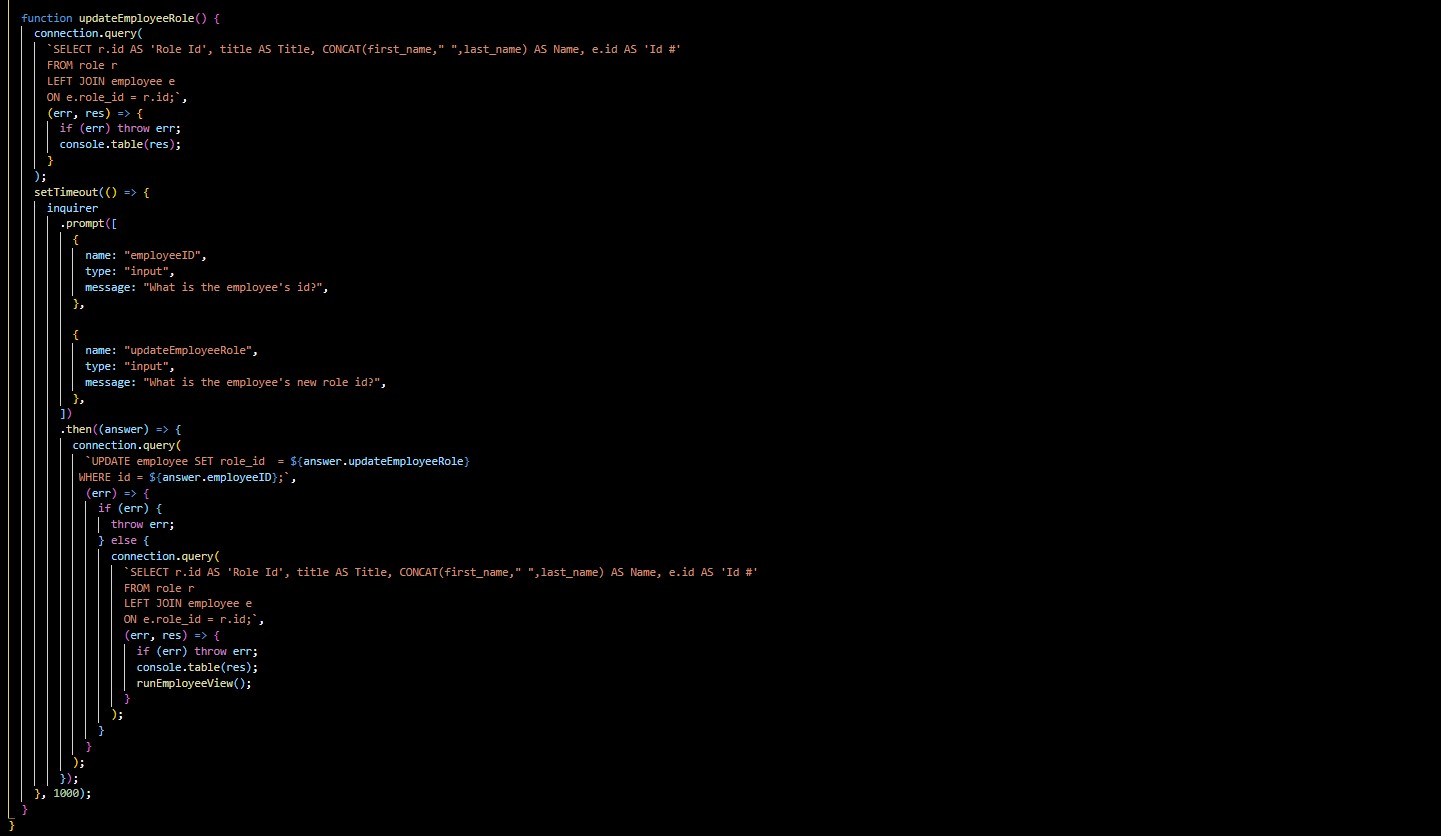 function updateEmployeeRole() {
connection.query(
`SELECT r.id AS 'Role Id', title AS Title, CONCAT(first_name," ",last_name) AS Name, e.id AS 'Id #'
FROM role r
LEFT JOIN employee e
ON e.role_id = r.id;`,
(err, res) => {
if (err) throw err;
console.table(res);
}
);
setTimeout(() => {
inquirer
.prompt([
{
name: "employeeID",
type: "input",
message: "What is the employee's id?",
},
{
name: "updateEmployeeRole",
type: "input",
message: "What is the employee's new role id?",
},
])
.then((answer) => {
connection.query(
`UPDATE employee SET role_id  = ${answer.updateEmployeeRole}
WHERE id = ${answer.employeeID};`,
(err) => {
if (err) {
throw err;
} else {
connection.query(
`SELECT r.id AS 'Role Id', title AS Title, CONCAT(first_name," ",last_name) AS Name, e.id AS 'Id #'
FROM role r
LEFT JOIN employee e
ON e.role_id = r.id;`,
(err, res) => {
if (err) throw err;
console.table(res);
runEmployeeView();
}
);
}
}
);
});
}, 1000);
}
}